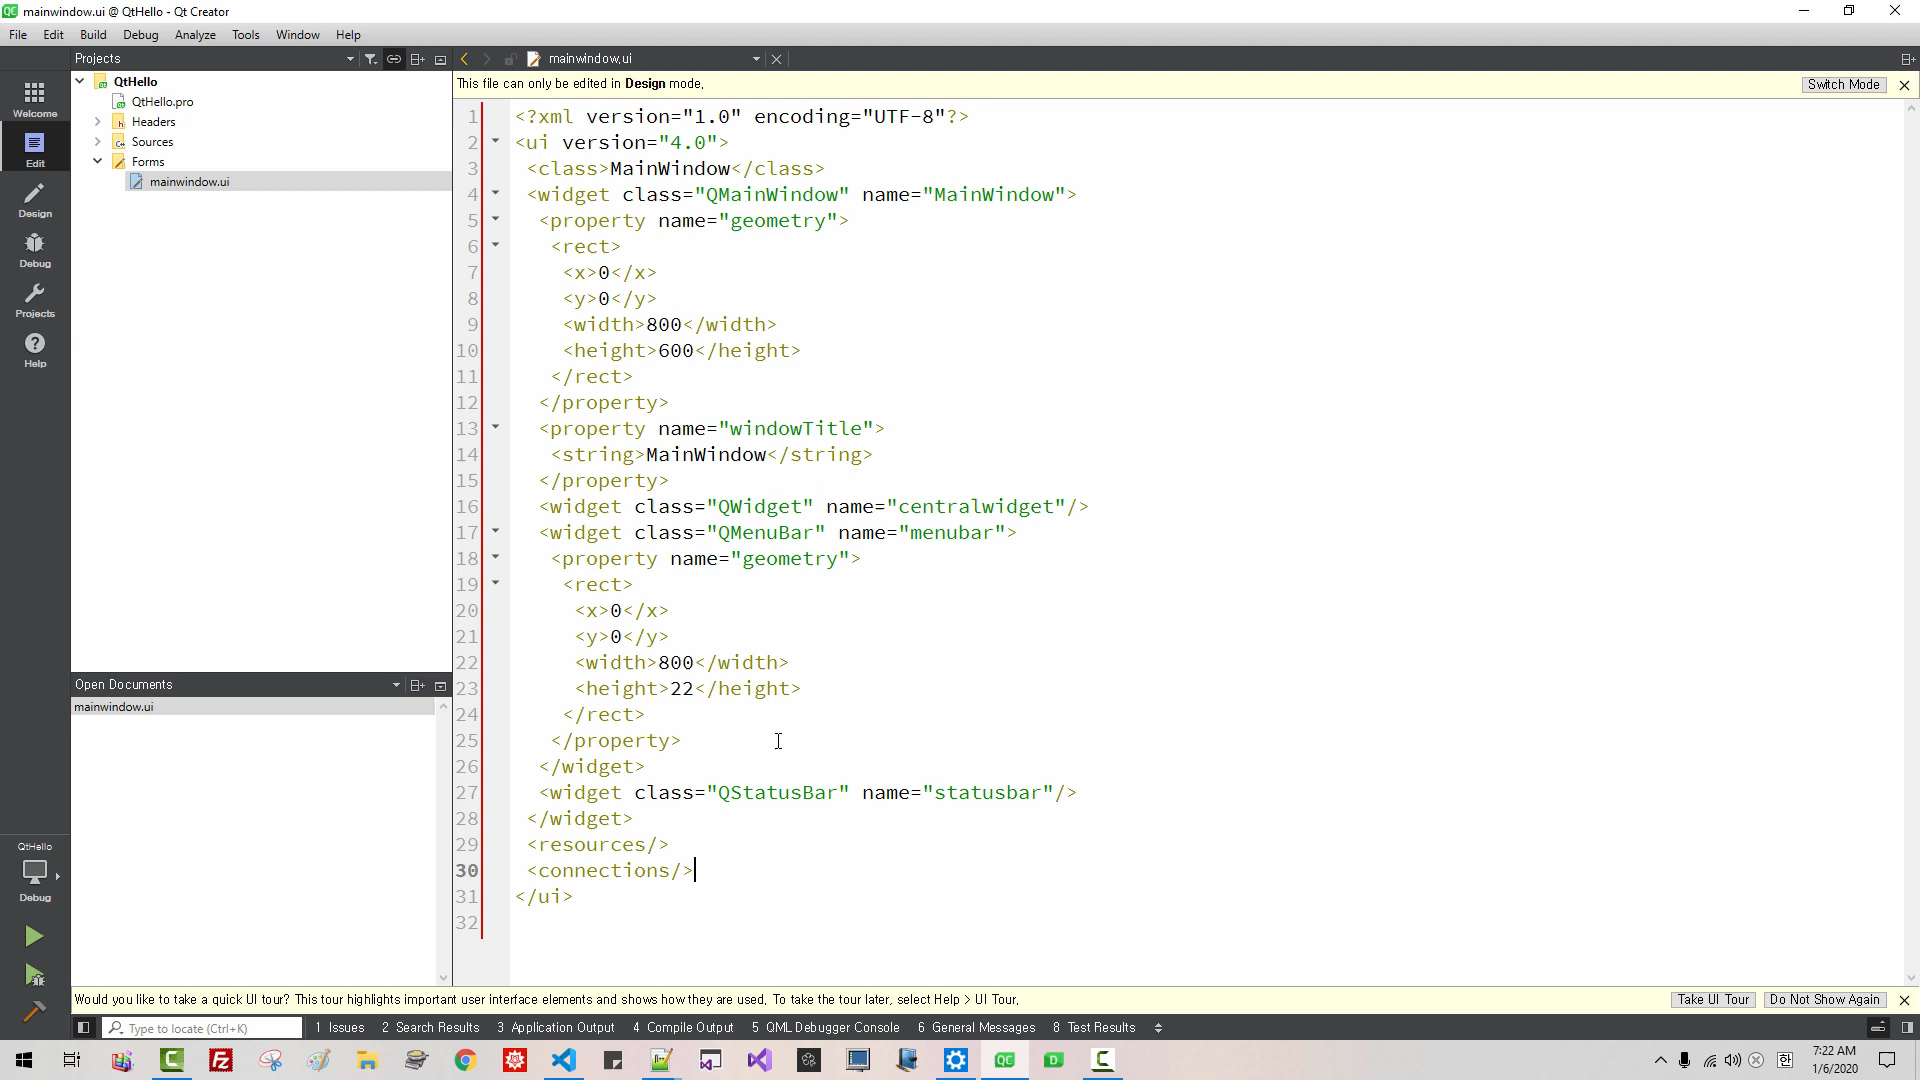 mainwindow.ui @ QtHello - Qt Creator
File Edit Build Debug Analyze Tools Window Help
Projects
mainwindow.ui
QtHello
QtHello.pro
Headers
Sources
Forms
mainwindow.ui
Welcome
Edit
Design
Debug
Projects
Help
This file can only be edited in Design mode.
Switch Mode
1 <?xml version="1.0" encoding="UTF-8"?>
2 <ui version="4.0">
3 <class>MainWindow</class>
4 <widget class="QMainWindow" name="MainWindow">
5 <property name="geometry">
6 <rect>
7 <x>0</x>
8 <y>0</y>
9 <width>800</width>
10 <height>600</height>
11 </rect>
12 </property>
13 <property name="windowTitle">
14 <string>MainWindow</string>
15 </property>
16 <widget class="QWidget" name="centralwidget"/>
17 <widget class="QMenuBar" name="menubar">
18 <property name="geometry">
19 <rect>
20 <x>0</x>
21 <y>0</y>
22 <width>800</width>
23 <height>22</height>
24 </rect>
25 </property>
26 </widget>
27 <widget class="QStatusBar" name="statusbar"/>
28 </widget>
29 <resources/>
30 <connections/>
31 </ui>
32
Open Documents
mainwindow.ui
QtHello
Debug
Would you like to take a quick UI tour? This tour highlights important user interface elements and shows how they are used. To take the tour later, select Help > UI Tour.
Take UI Tour
Do Not Show Again
Type to locate (Ctrl+K)
1 Issues 2 Search Results 3 Application Output 4 Compile Output 5 QML Debugger Console 6 General Messages 8 Test Results
한
7:22 AM
1/6/2020